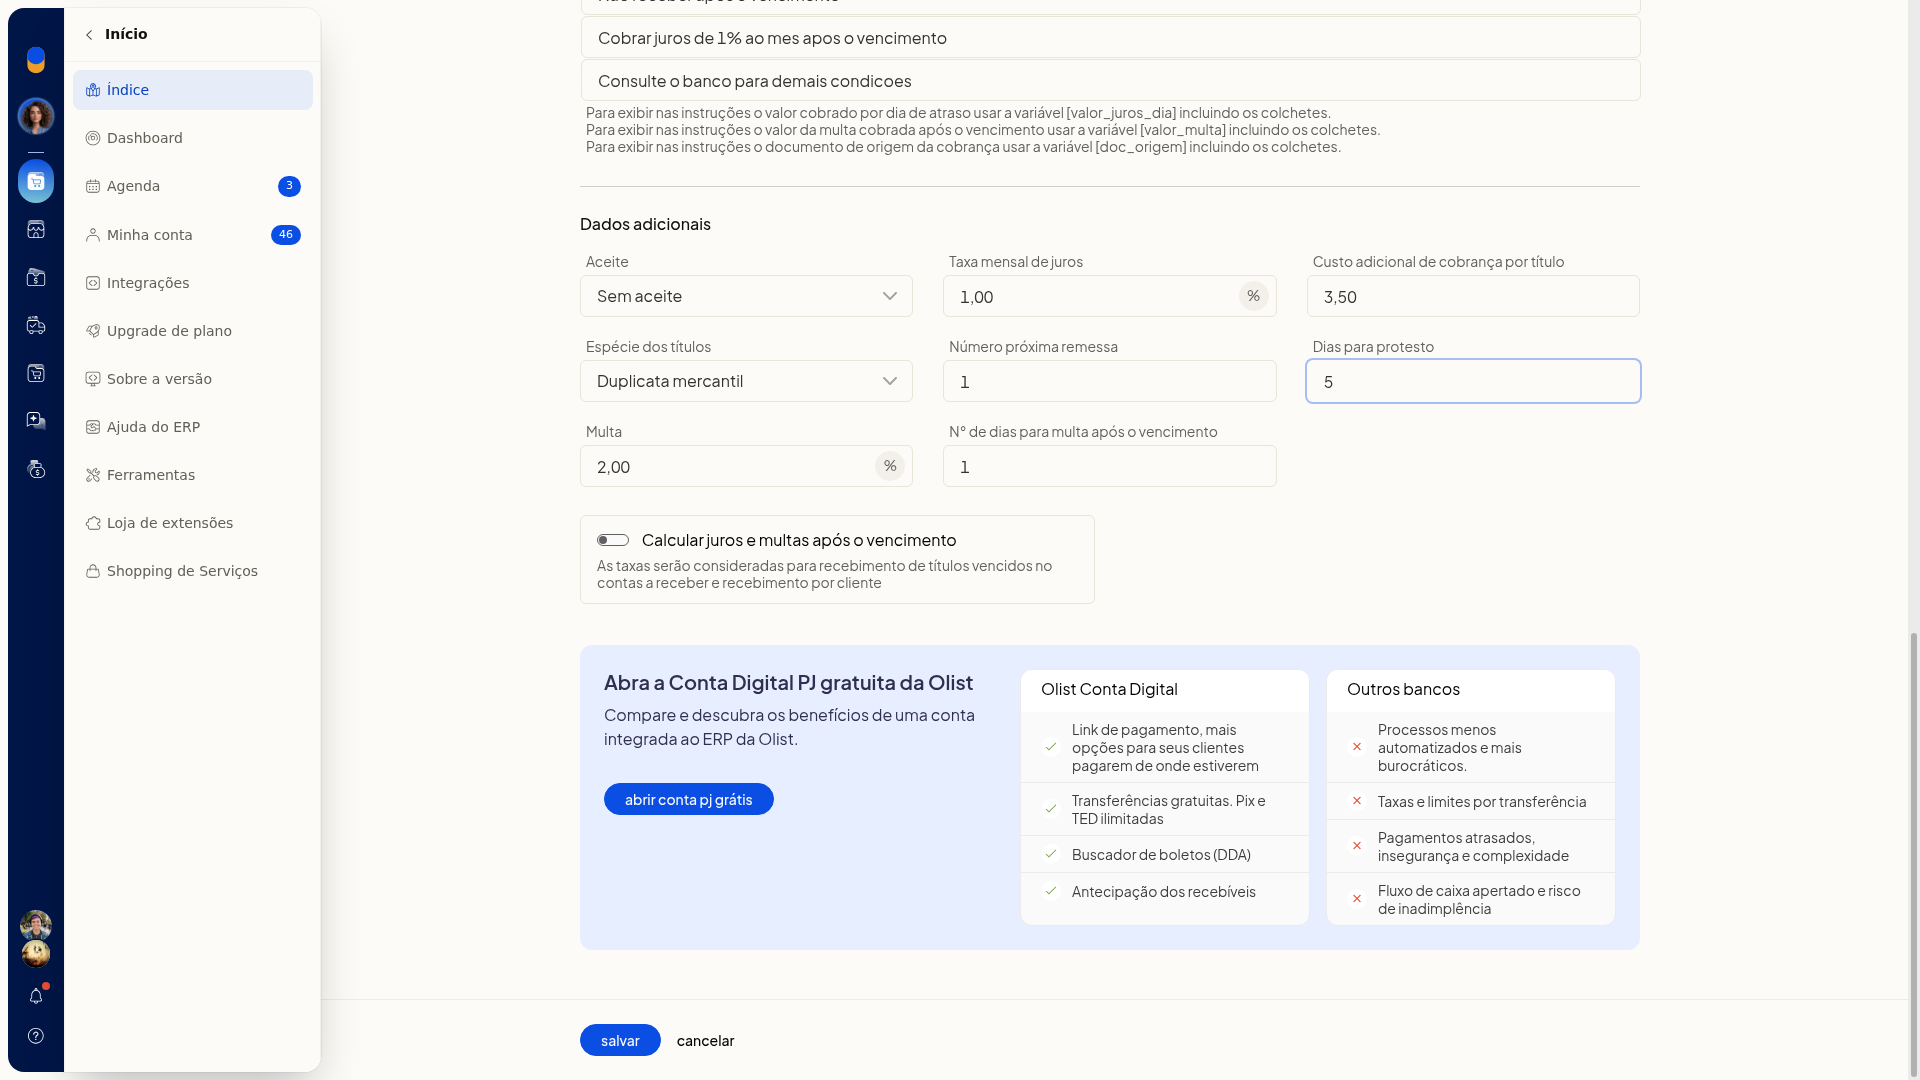 Início
Índice
Dashboard
Agenda
3
Minha conta
46
Integrações
Upgrade de plano
Sobre a versão
Ajuda do ERP
Ferramentas
Loja de extensões
Shopping de Serviços
Cobrar juros de 1% ao mes apos o vencimento
Consulte o banco para demais condicoes
Para exibir nas instruções o valor cobrado por dia de atraso usar a variável [valor_juros_dia] incluindo os colchetes.
Para exibir nas instruções o valor da multa cobrada após o vencimento usar a variável [valor_multa] incluindo os colchetes.
Para exibir nas instruções o documento de origem da cobrança usar a variável [doc_origem] incluindo os colchetes.
Dados adicionais
Aceite
Taxa mensal de juros
Custo adicional de cobrança por título
Sem aceite
1,00
%
3,50
Espécie dos títulos
Número próxima remessa
Dias para protesto
Duplicata mercantil
1
5
Multa
N° de dias para multa após o vencimento
2,00
%
1
Calcular juros e multas após o vencimento
As taxas serão consideradas para recebimento de títulos vencidos no
contas a receber e recebimento por cliente
Abra a Conta Digital PJ gratuita da Olist
Compare e descubra os benefícios de uma conta
integrada ao ERP da Olist.
abrir conta pj grátis
Olist Conta Digital
Link de pagamento, mais
opções para seus clientes
pagarem de onde estiverem
Transferências gratuitas. Pix e
TED ilimitadas
Buscador de boletos (DDA)
Antecipação dos recebíveis
Outros bancos
Processos menos
automatizados e mais
burocráticos.
Taxas e limites por transferência
Pagamentos atrasados,
insegurança e complexidade
Fluxo de caixa apertado e risco
de inadimplência
salvar
cancelar